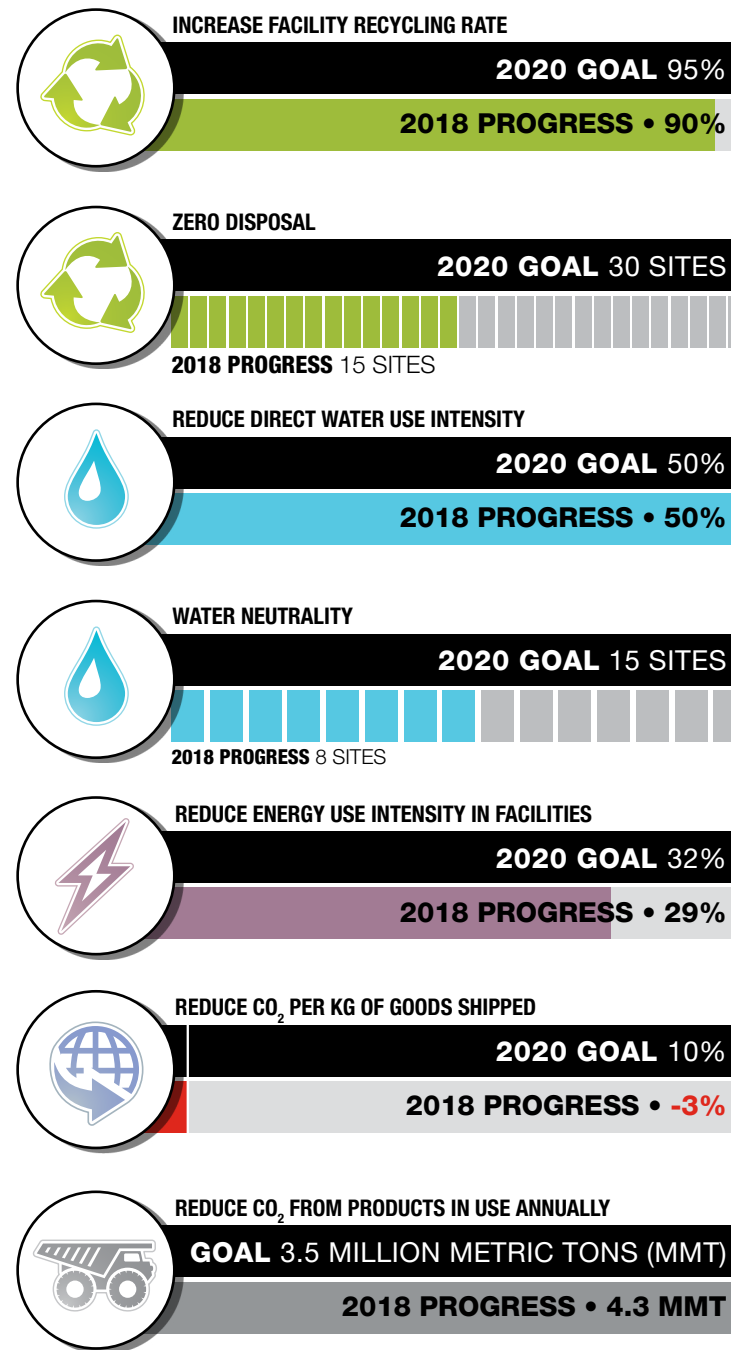 INCREASE FACILITY RECYCLING RATE
2020 GOAL 95%
2018 PROGRESS • 90%
ZERO DISPOSAL
2020 GOAL 30 SITES
2018 PROGRESS 15 SITES
REDUCE DIRECT WATER USE INTENSITY
2020 GOAL 50%
2018 PROGRESS • 50%
WATER NEUTRALITY
2020 GOAL 15 SITES
2018 PROGRESS 8 SITES
REDUCE ENERGY USE INTENSITY IN FACILITIES
2020 GOAL 32%
2018 PROGRESS • 29%
REDUCE CO₂ PER KG OF GOODS SHIPPED
2020 GOAL 10%
2018 PROGRESS • -3%
REDUCE CO₂ FROM PRODUCTS IN USE ANNUALLY
GOAL 3.5 MILLION METRIC TONS (MMT)
2018 PROGRESS • 4.3 MMT